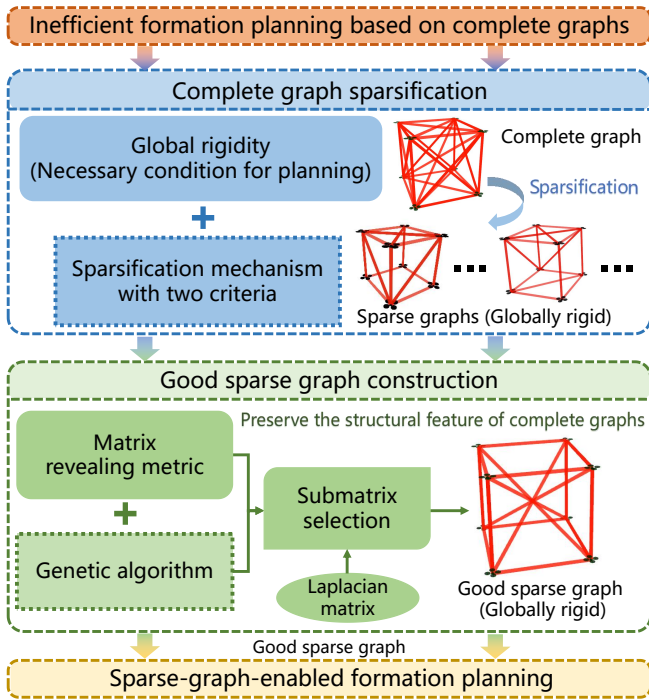 Inefficient formation planning based on complete graphs
Complete graph sparsification
Global rigidity
(Necessary condition for planning)
Complete graph
Sparsification
+
Sparsification mechanism
with two criteria
Sparse graphs (Globally rigid)
Good sparse graph construction
Preserve the structural feature of complete graphs
Matrix
revealing metric
+
Submatrix
selection
Genetic algorithm
Laplacian
matrix
Good sparse graph
(Globally rigid)
Good sparse graph
Sparse-graph-enabled formation planning